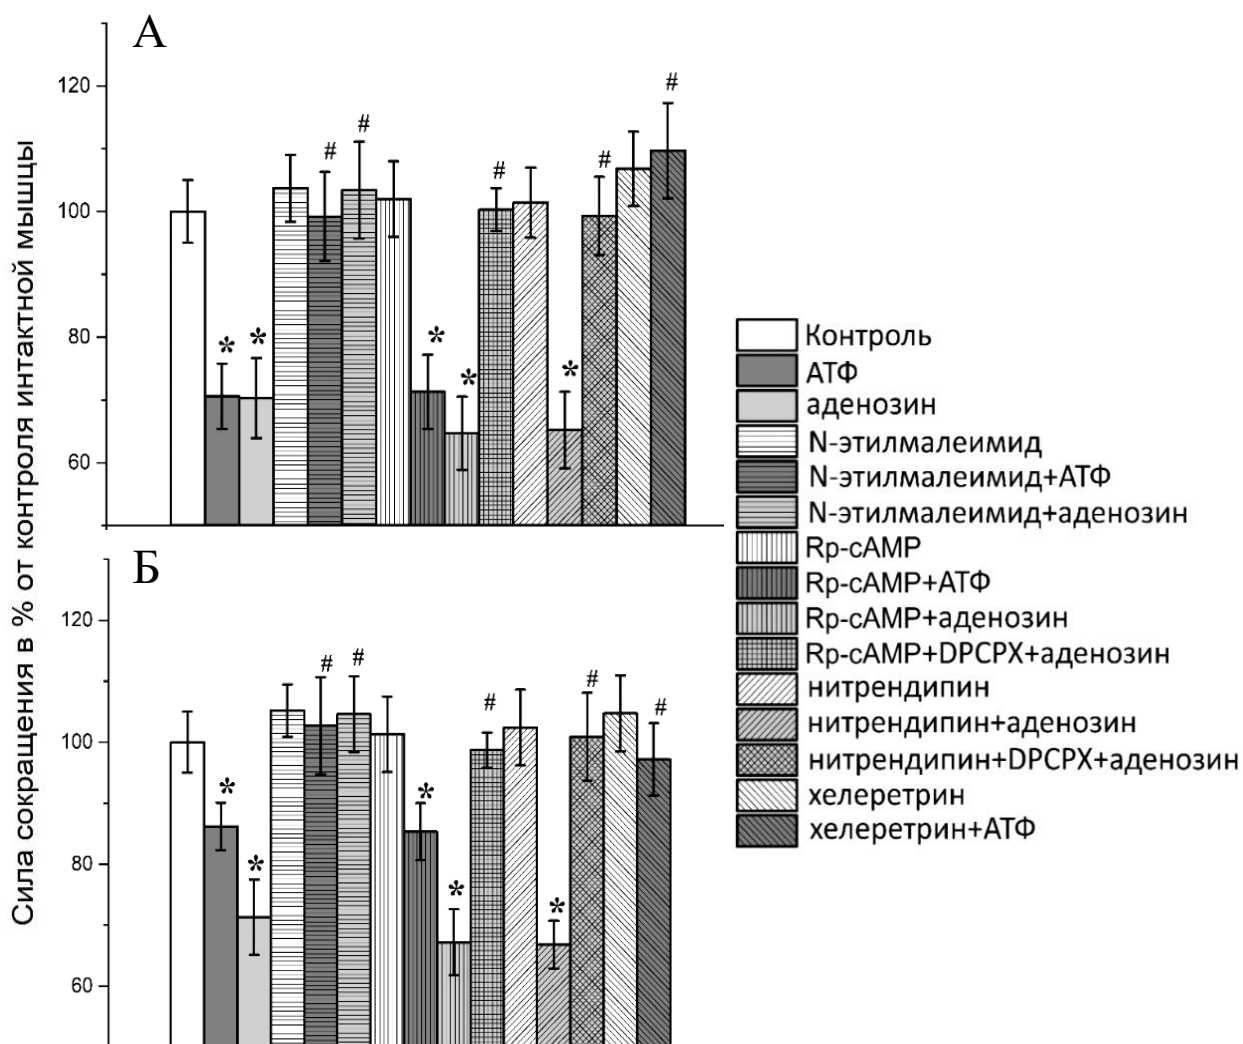 А
Сила сокращения в % от контроля интактной мышцы
120
100
80
60
* * # # * * # * # #
Б
120
100
80
60
* * # # * * # * # #
Контроль
АТФ
аденозин
N-этилмалеимид
N-этилмалеимид+АТФ
N-этилмалеимид+аденозин
Rp-cAMP
Rp-cAMP+АТФ
Rp-cAMP+аденозин
Rp-cAMP+DPCPX+аденозин
нитрендипин
нитрендипин+аденозин
нитрендипин+DPCPX+аденозин
хелеретрин
хелеретрин+АТФ